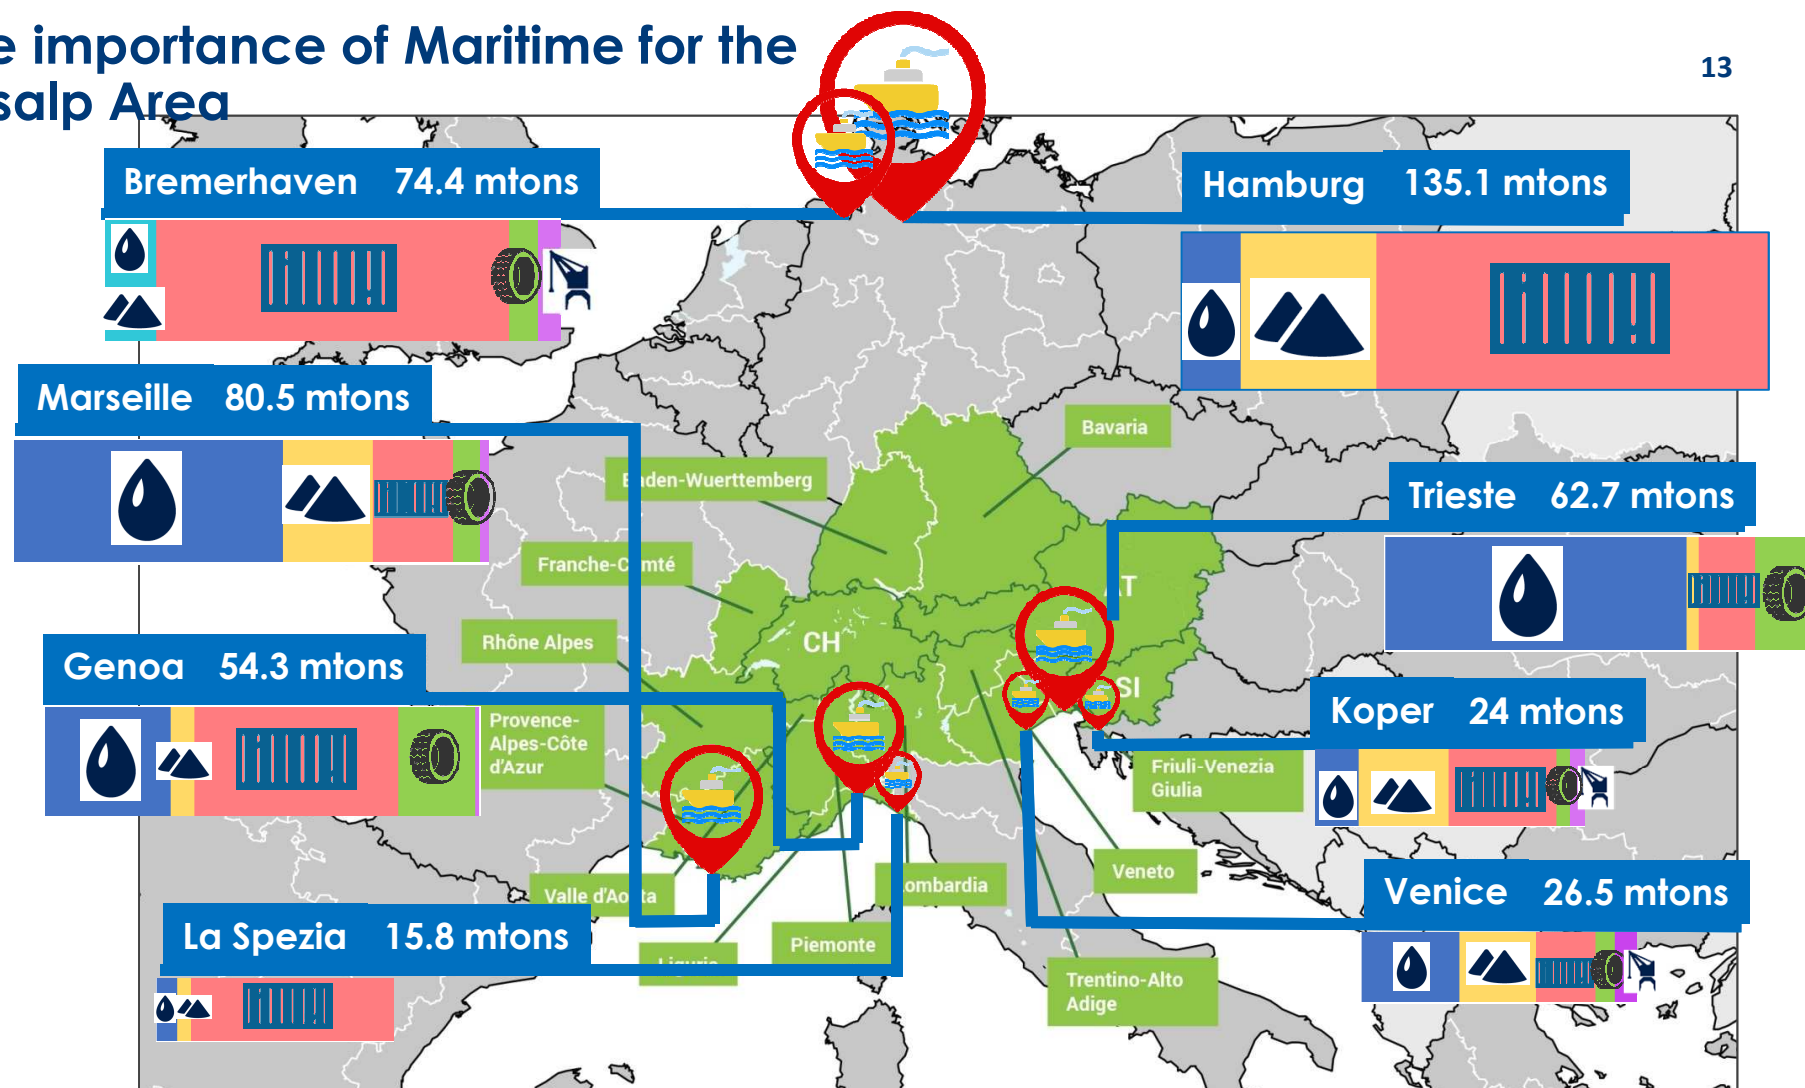 e importance of Maritime for the
salp Area
13
Bremerhaven 74.4 mtons
Hamburg 135.1 mtons
Marseille 80.5 mtons
Bavaria
Baden-Wuerttemberg
Trieste 62.7 mtons
Franche-Comté
AT
Rhône Alpes
CH
Genoa 54.3 mtons
SI
Koper 24 mtons
Provence-
Alpes-Côte
d'Azur
Friuli-Venezia
Giulia
Veneto
Valle d'Aosta
Lombardia
Venice 26.5 mtons
La Spezia 15.8 mtons
Piemonte
Liguria
Trentino-Alto
Adige